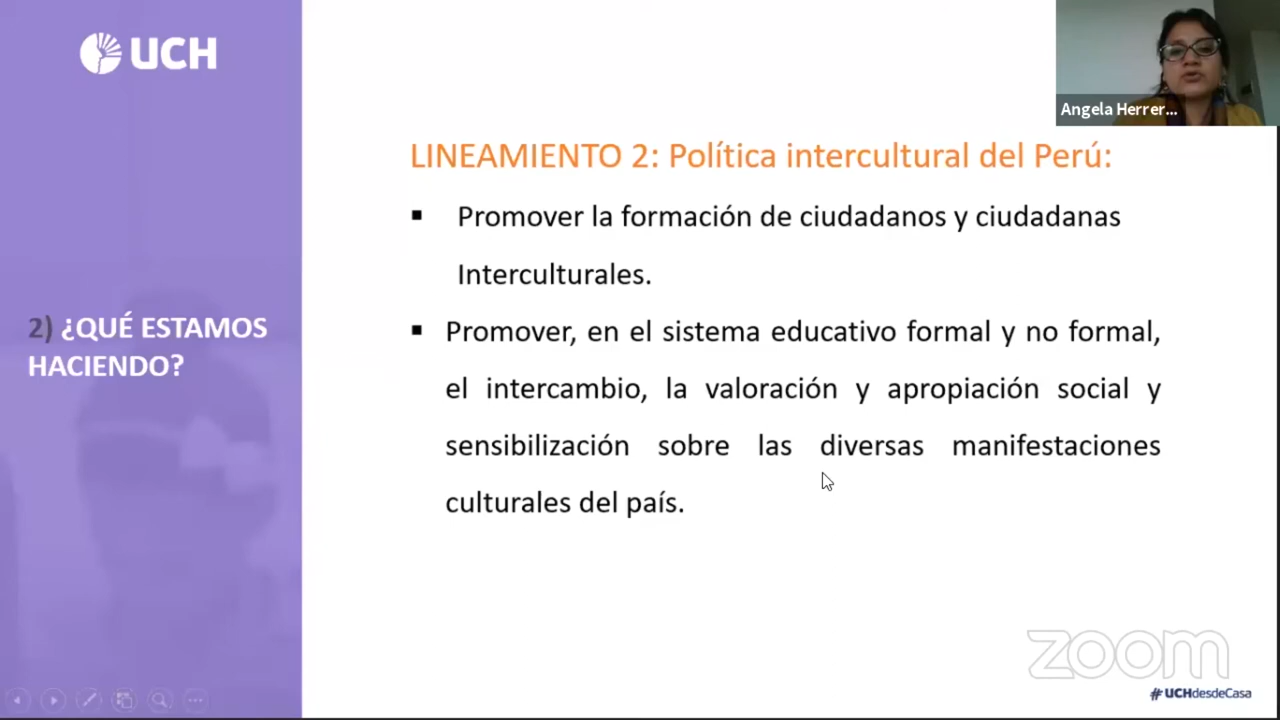 UCH
Angela Herrer...
LINEAMIENTO 2: Política intercultural del Perú:
▪ Promover la formación de ciudadanos y ciudadanas
Interculturales.
2) ¿QUÉ ESTAMOS
HACIENDO?
▪ Promover, en el sistema educativo formal y no formal,
el intercambio, la valoración y apropiación social y
sensibilización sobre las diversas manifestaciones
culturales del país.
zoom
#UCHdesdeCasa